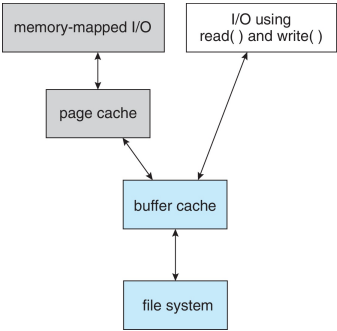 memory-mapped I/O
I/O using
read( ) and write( )
page cache
buffer cache
file system